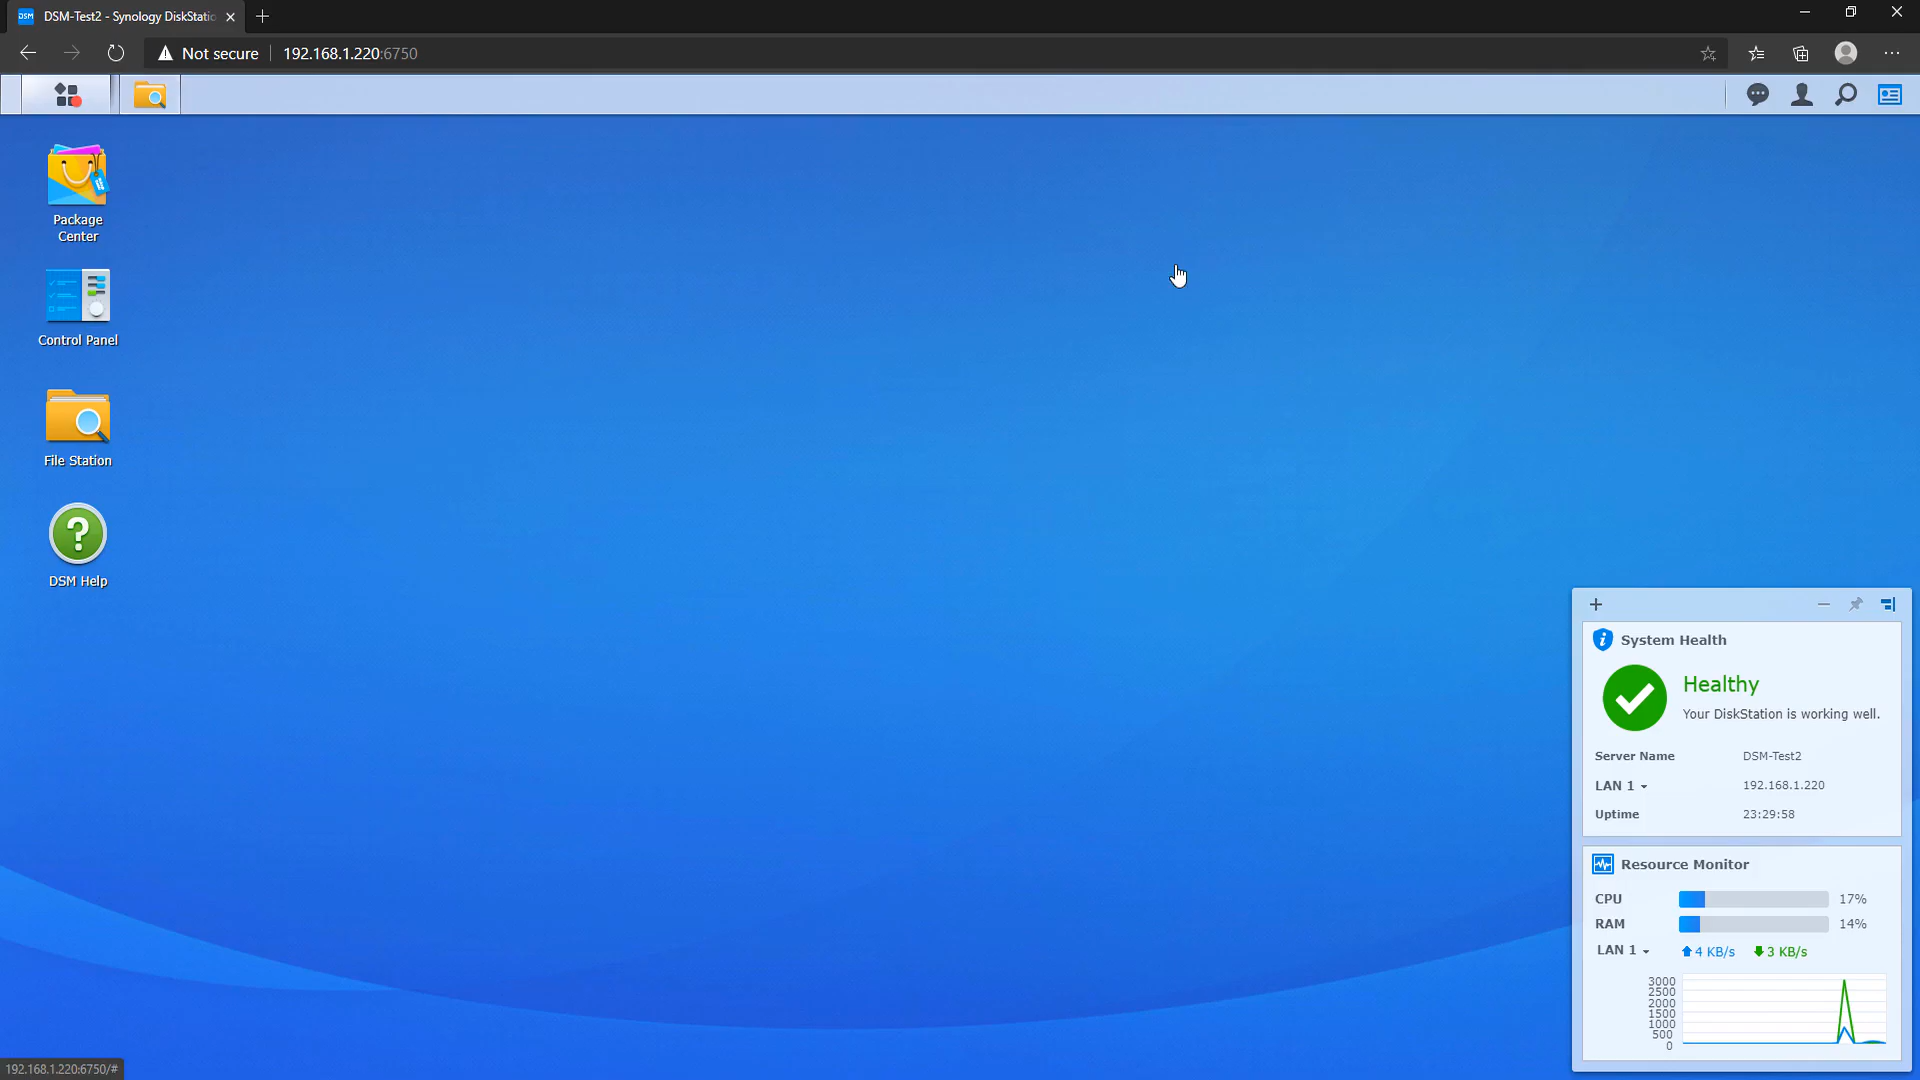 DSM DSM-Test2 - Synology DiskStatio
Not secure 192.168.1.220:6750
Package
Center
Control Panel
File Station
DSM Help
System Health
Healthy
Your DiskStation is working well.
Server Name DSM-Test2
LAN 1 192.168.1.220
Uptime 23:29:58
Resource Monitor
CPU 17%
RAM 14%
LAN 1 4 KB/s 3 KB/s
3000
2500
2000
1500
1000
500
0
192.168.1.220:6750/#